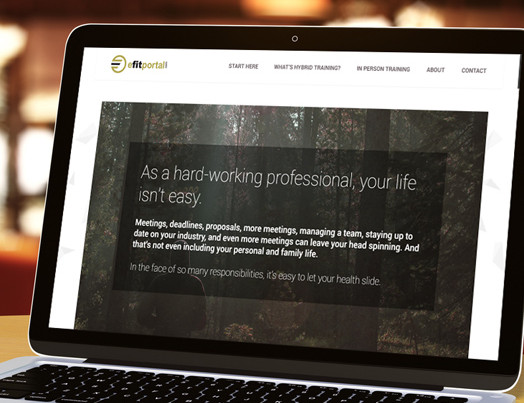 efitportal
START HERE WHAT'S HYBRID TRAINING? IN PERSON TRAINING ABOUT CONTACT
As a hard-working professional, your life
isn't easy.
Meetings, deadlines, proposals, more meetings, managing a team, staying up to
date on your industry, and even more meetings can leave your head spinning. And
that's not even including your personal and family life.
In the face of so many responsibilities, it's easy to let your health slide.